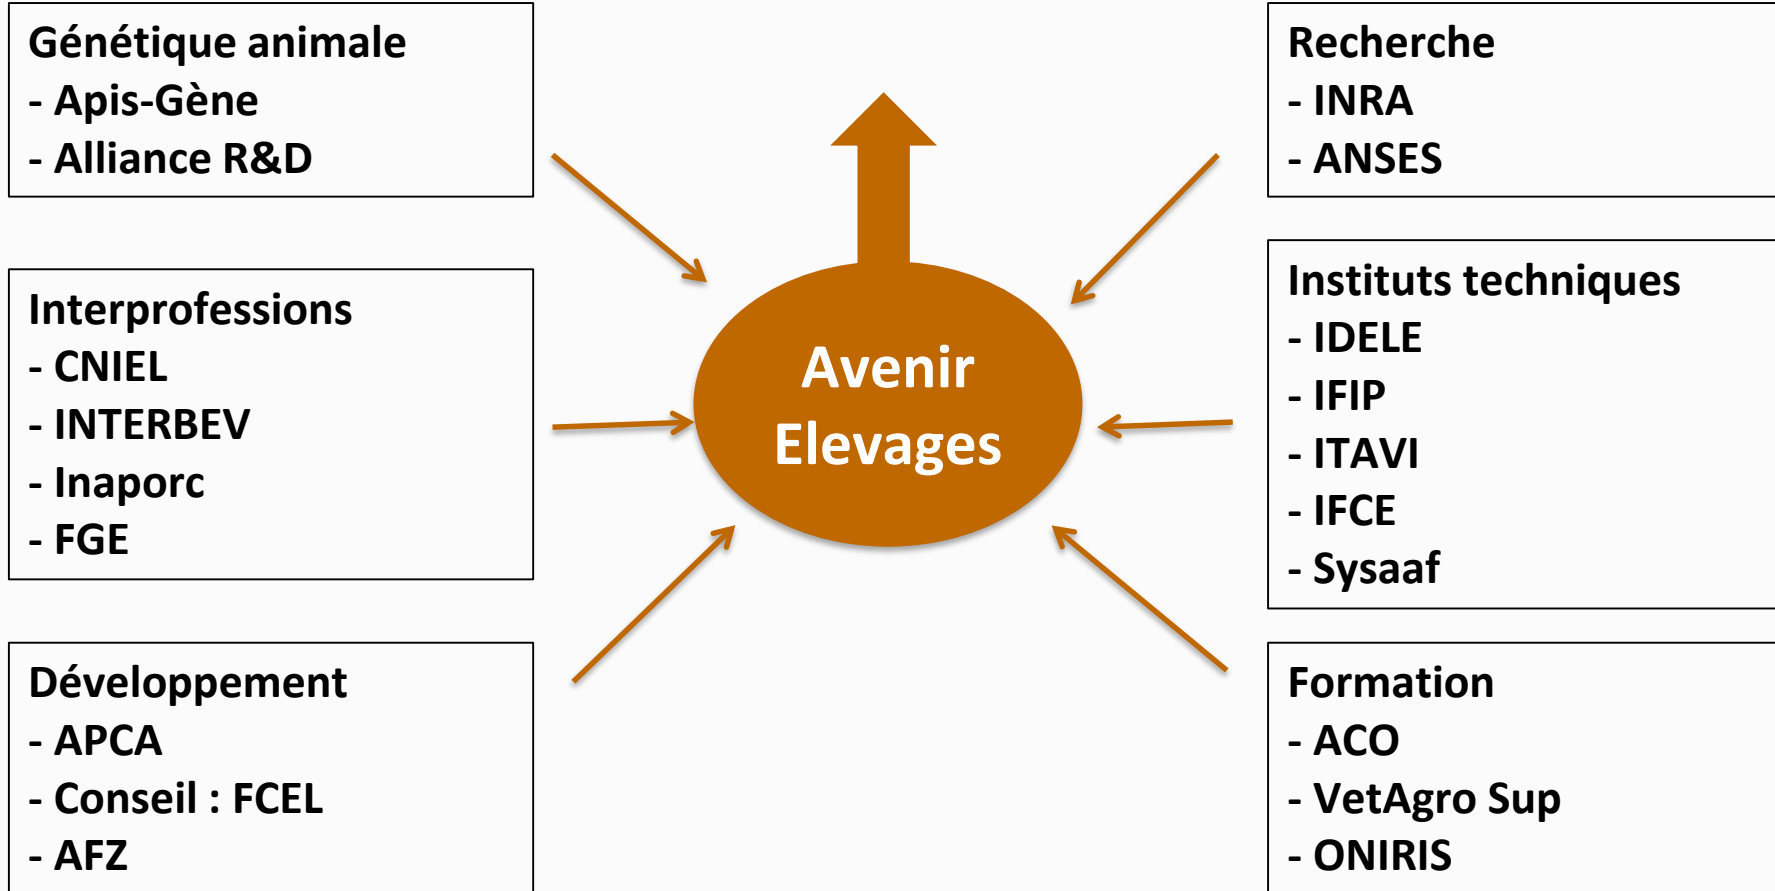 Génétique animale
- Apis-Gène
- Alliance R&D
Interprofessions
- CNIEL
- INTERBEV
- Inaporc
- FGE
Développement
- APCA
- Conseil : FCEL
- AFZ
Avenir
Elevages
Recherche
- INRA
- ANSES
Instituts techniques
- IDELE
- IFIP
- ITAVI
- IFCE
- Sysaaf
Formation
- ACO
- VetAgro Sup
- ONIRIS